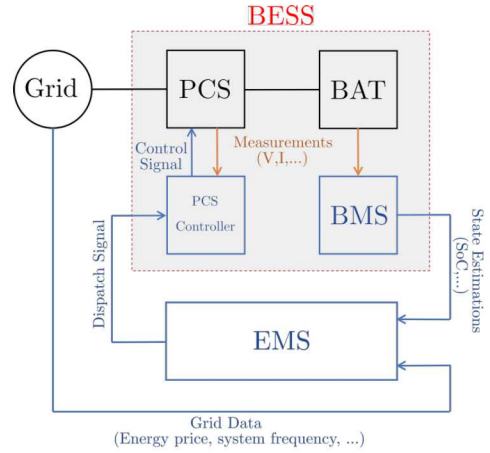 BESS
Grid
PCS
BAT
Control
Signal
Measurements
(V,I,...)
PCS
Controller
BMS
Dispatch Signal
State Estimations
(SoC,...)
EMS
Grid Data
(Energy price, system frequency, ...)